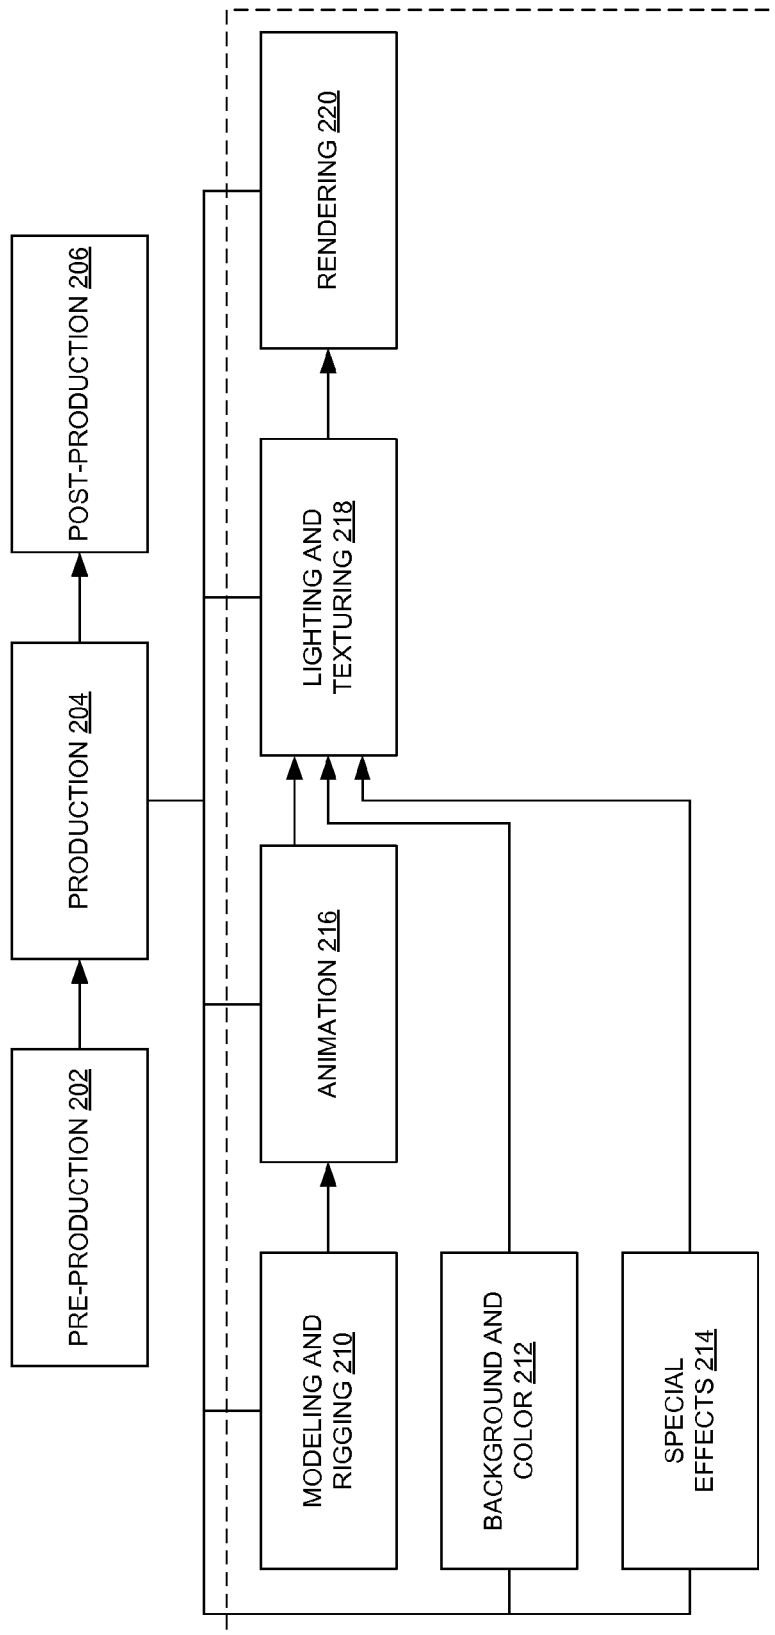 PRE-PRODUCTION 202
PRODUCTION 204
POST-PRODUCTION 206
MODELING AND
RIGGING 210
ANIMATION 216
LIGHTING AND
TEXTURING 218
RENDERING 220
BACKGROUND AND
COLOR 212
SPECIAL
EFFECTS 214